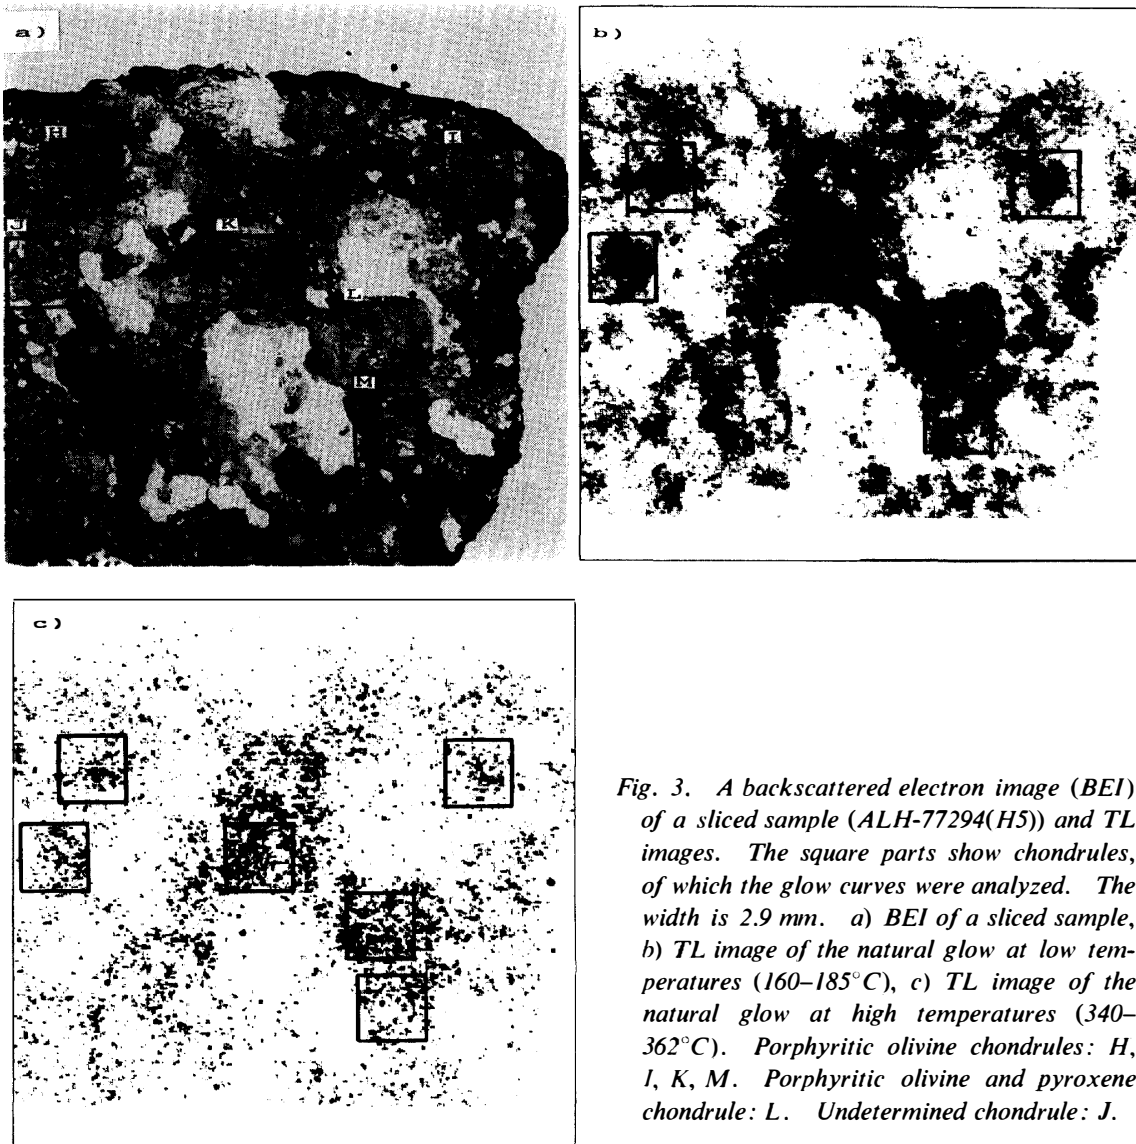 a)
b)
H
I
J
K
L
M
c)
Fig. 3. A backscattered electron image (BEI)
of a sliced sample (ALH-77294(H5)) and TL
images. The square parts show chondrules,
of which the glow curves were analyzed. The
width is 2.9 mm. a) BEI of a sliced sample,
b) TL image of the natural glow at low tem-
peratures (160–185°C), c) TL image of the
natural glow at high temperatures (340–
362°C). Porphyritic olivine chondrules: H,
I, K, M. Porphyritic olivine and pyroxene
chondrule: L. Undetermined chondrule: J.